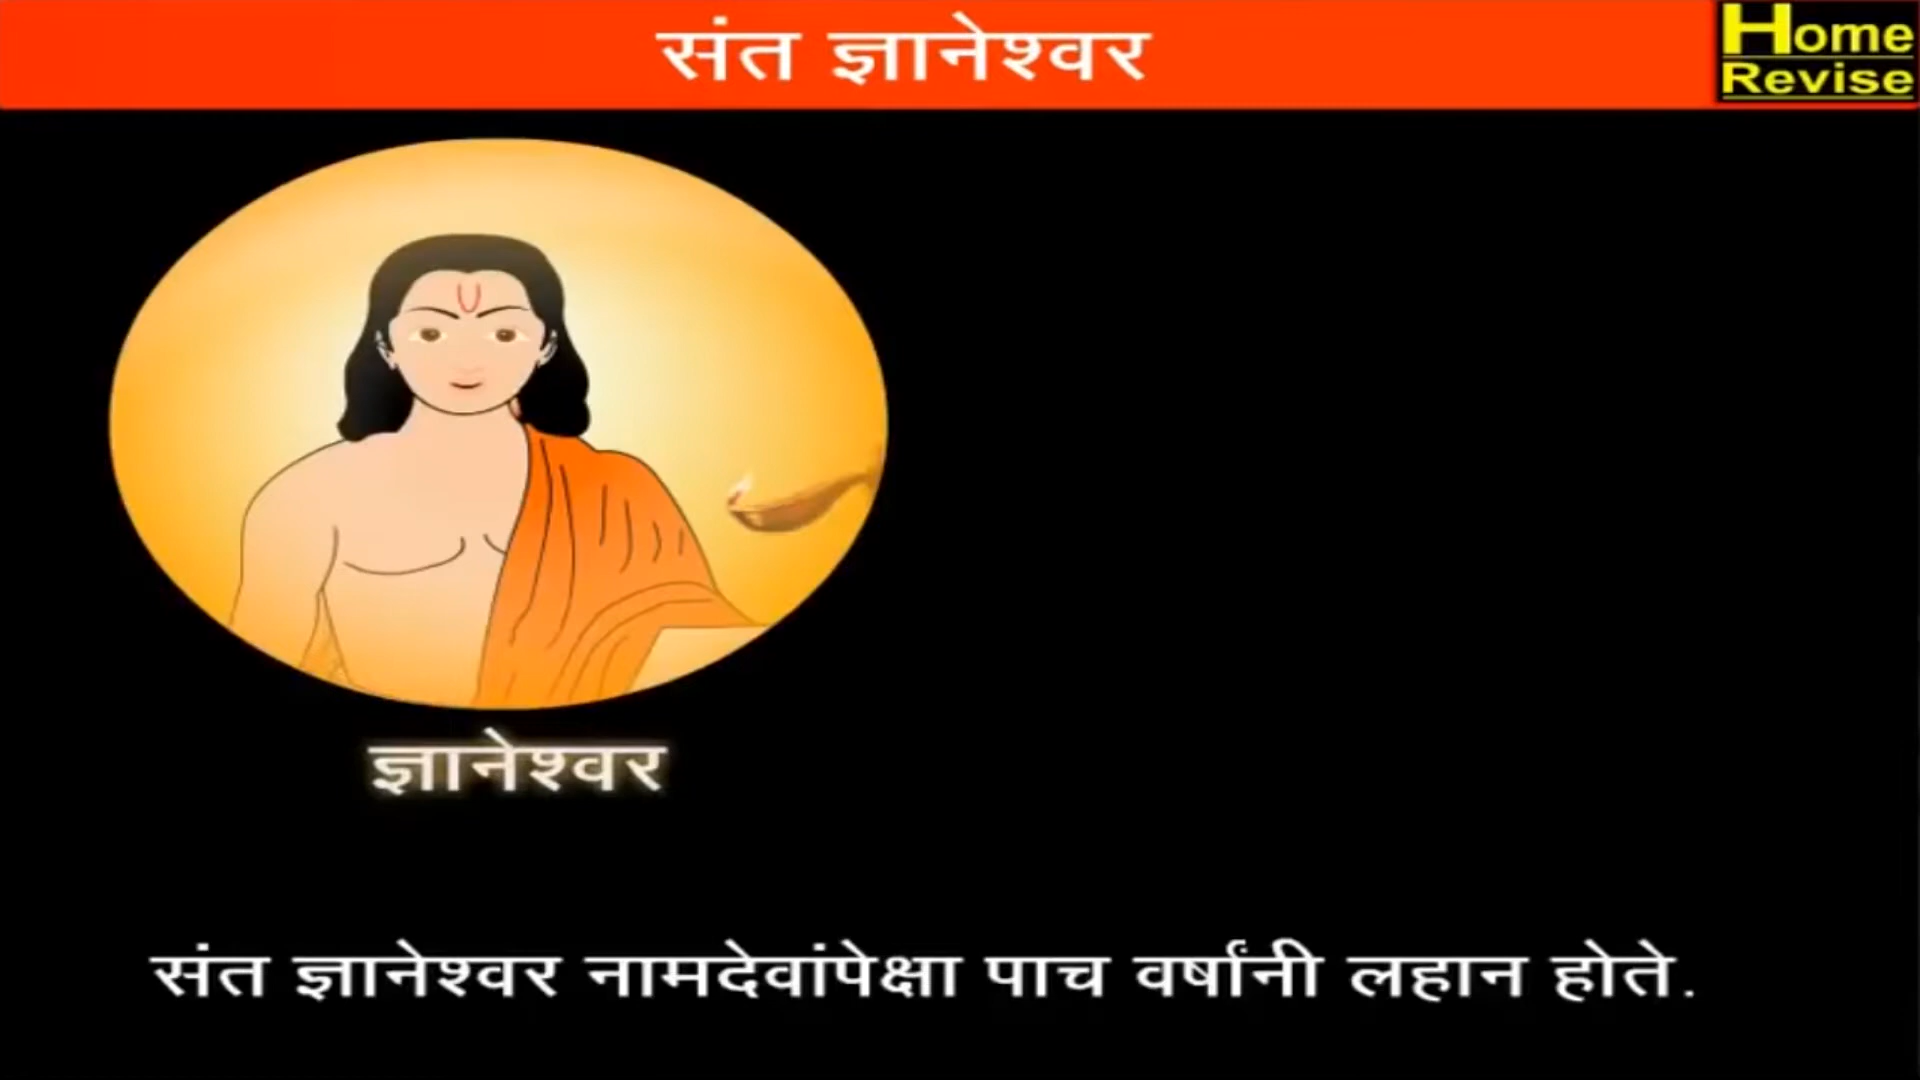 संत ज्ञानेश्वर
Home
Revise
ज्ञानेश्वर
संत ज्ञानेश्वर नामदेवांपेक्षा पाच वर्षांनी लहान होते.